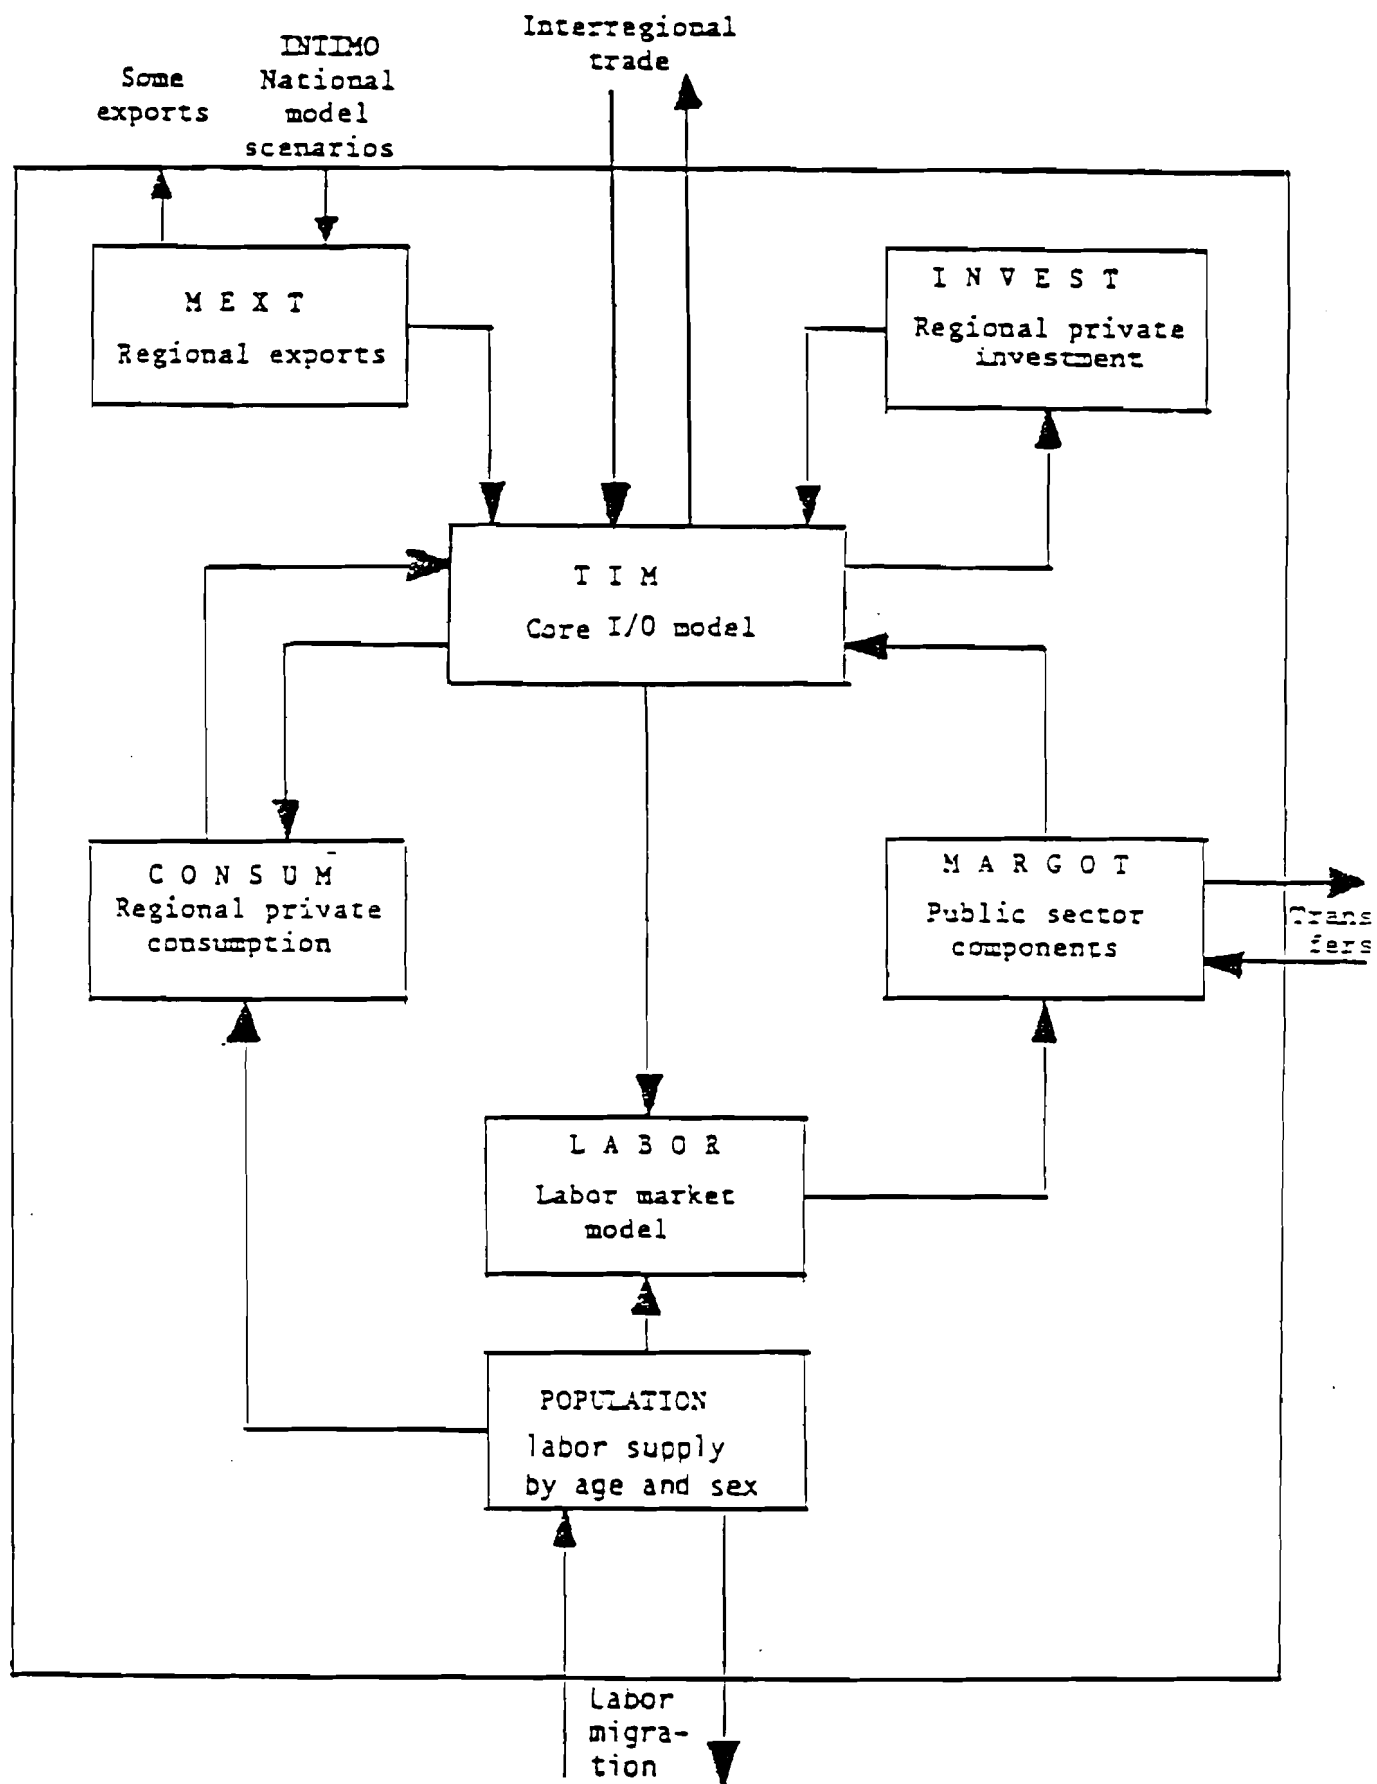 Some
exports
INTIMO
National
model
scenarios
Interregional
trade
M E X T
Regional exports
I N V E S T
Regional private
investment
T I M
Core I/O model
C O N S U M
Regional private
consumption
M A R G O T
Public sector
components
Trans
fers
L A B O R
Labor market
model
POPULATION
labor supply
by age and sex
Labor
migra-
tion